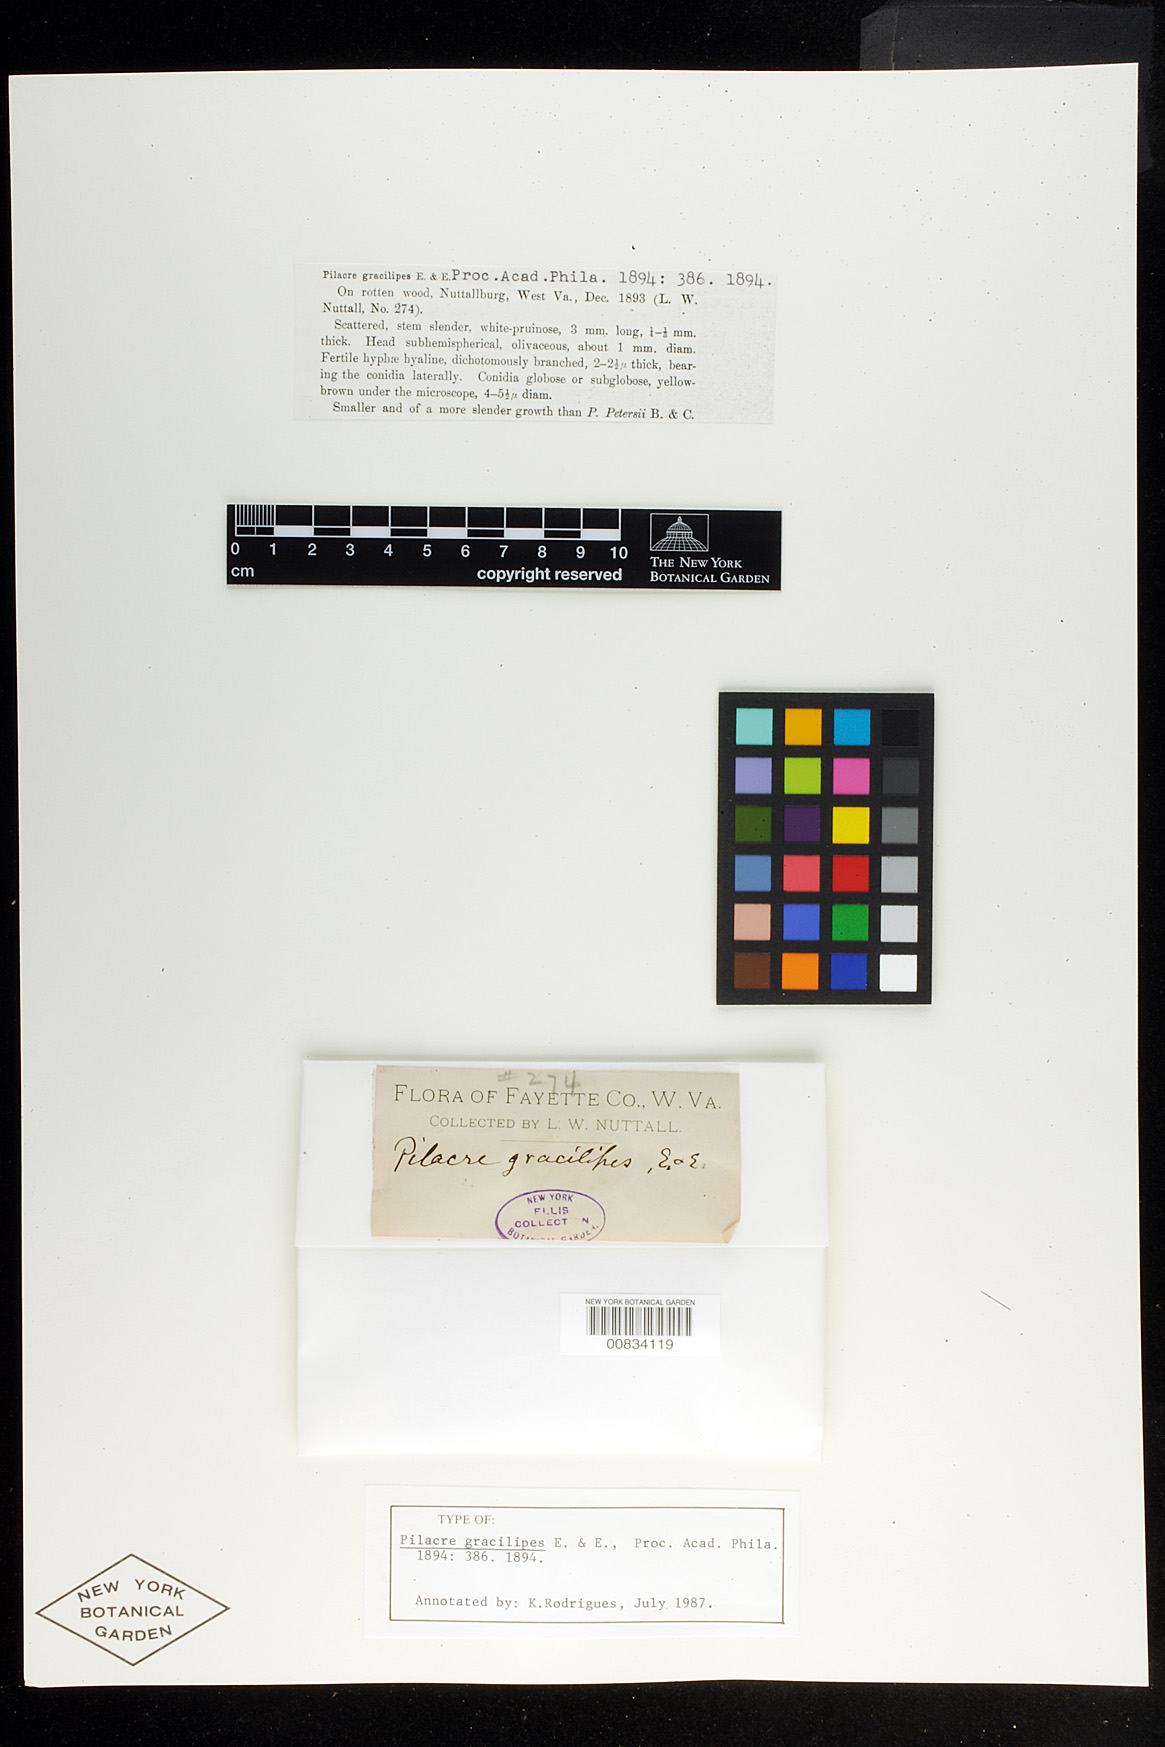 Pilacre gracilipes E. & E. Proc. Acad. Phila. 1894: 386. 1894.
On rotten wood, Nuttallburg, West Va., Dec. 1893 (L. W.
Nuttall, No. 274).
Scattered, stem slender, white-pruinose, 3 mm. long, mm.
thick. Head subhemispherical, olivaceous, about 1 mm. diam.
Fertile hyphæ hyaline, dichotomously branched, 2–2½μ thick, bear-
ing the conidia laterally. Conidia globose or subglobose, yellow-
brown under the microscope, 4–5½μ diam.
Smaller and of a more slender growth than P. Petersii B. & C.
0 1 2 3 4 5 6 7 8 9 10
cm copyright reserved
THE NEW YORK
BOTANICAL GARDEN
# 274
FLORA OF FAYETTE CO., W. VA.
COLLECTED BY L. W. NUTTALL.
Pilacre gracilipes, E. & E.
NEW YORK
ELLIS
COLLECT N
BOTANICAL GARDEN.
NEW YORK BOTANICAL GARDEN
00834119
TYPE OF:
Pilacre gracilipes E. & E., Proc. Acad. Phila.
1894: 386. 1894.
Annotated by: K.Rodrigues, July 1987.
NEW YORK
BOTANICAL
GARDEN